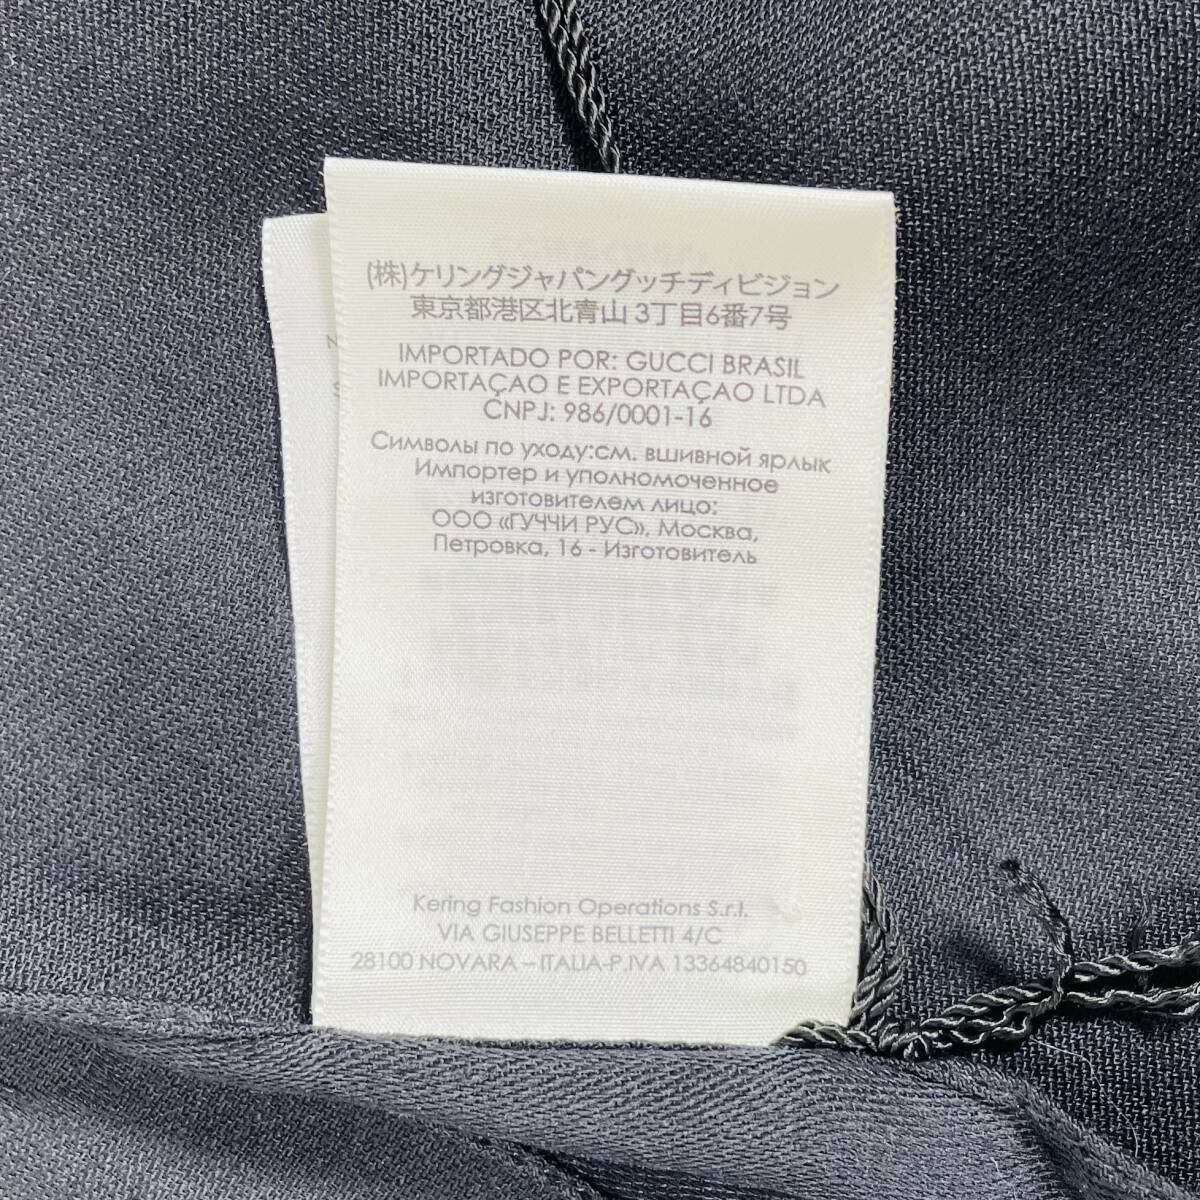 (株)ケリングジャパングッチディビジョン
東京都港区北青山 3丁目6番7号
IMPORTADO POR: GUCCI BRASIL
IMPORTAÇAO E EXPORTAÇAO LTDA
CNPJ: 986/0001-16
Символы по уходу:см. вшивной ярлык
Импортер и уполномоченное
изготовителем лицо:
ООО «ГУЧЧИ РУС», Москва,
Петровка, 16 - Изготовитель
Kering Fashion Operations S.r.l.
VIA GIUSEPPE BELLETTI 4/C
28100 NOVARA – ITALIA-P.IVA 13364840150